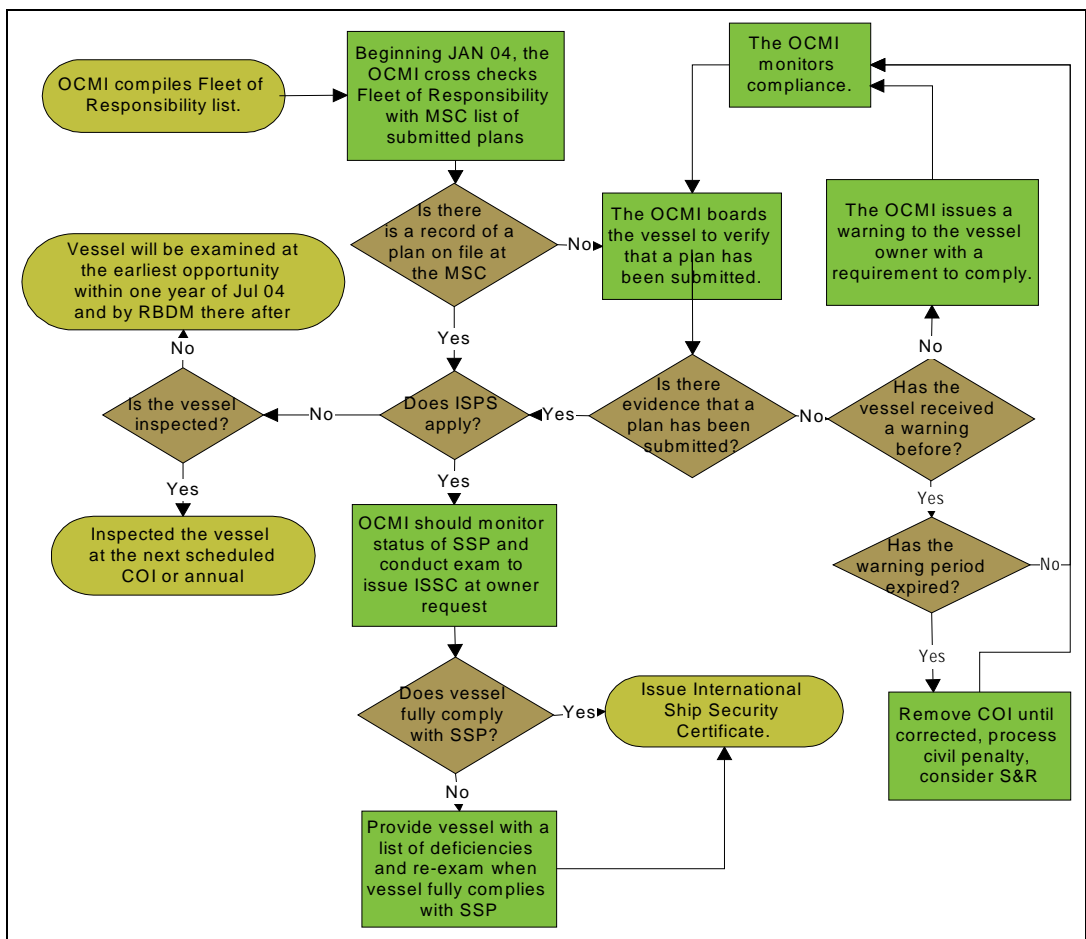 OCMI compiles Fleet of
Responsibility list.
Beginning JAN 04, the
OCMI cross checks
Fleet of Responsibility
with MSC list of
submitted plans
The OCMI
monitors
compliance.
Is there
is a record of a
plan on file at
the MSC
No
The OCMI boards
the vessel to verify
that a plan has
been submitted.
The OCMI issues a
warning to the vessel
owner with a
requirement to comply.
Vessel will be examined at
the earliest opportunity
within one year of Jul 04
and by RBDM there after
Yes
No
No
Is the vessel
inspected?
No
Does ISPS
apply?
Yes
Is there
evidence that a
plan has been
submitted?
No
Has the
vessel received
a warning
before?
Yes
Yes
Yes
Inspected the vessel
at the next scheduled
COI or annual
OCMI should monitor
status of SSP and
conduct exam to
issue ISSC at owner
request
Has the
warning period
expired?
No
Yes
Does vessel
fully comply
with SSP?
Yes
Issue International
Ship Security
Certificate.
Remove COI until
corrected, process
civil penalty,
consider S&R
No
Provide vessel with a
list of deficiencies
and re-exam when
vessel fully complies
with SSP